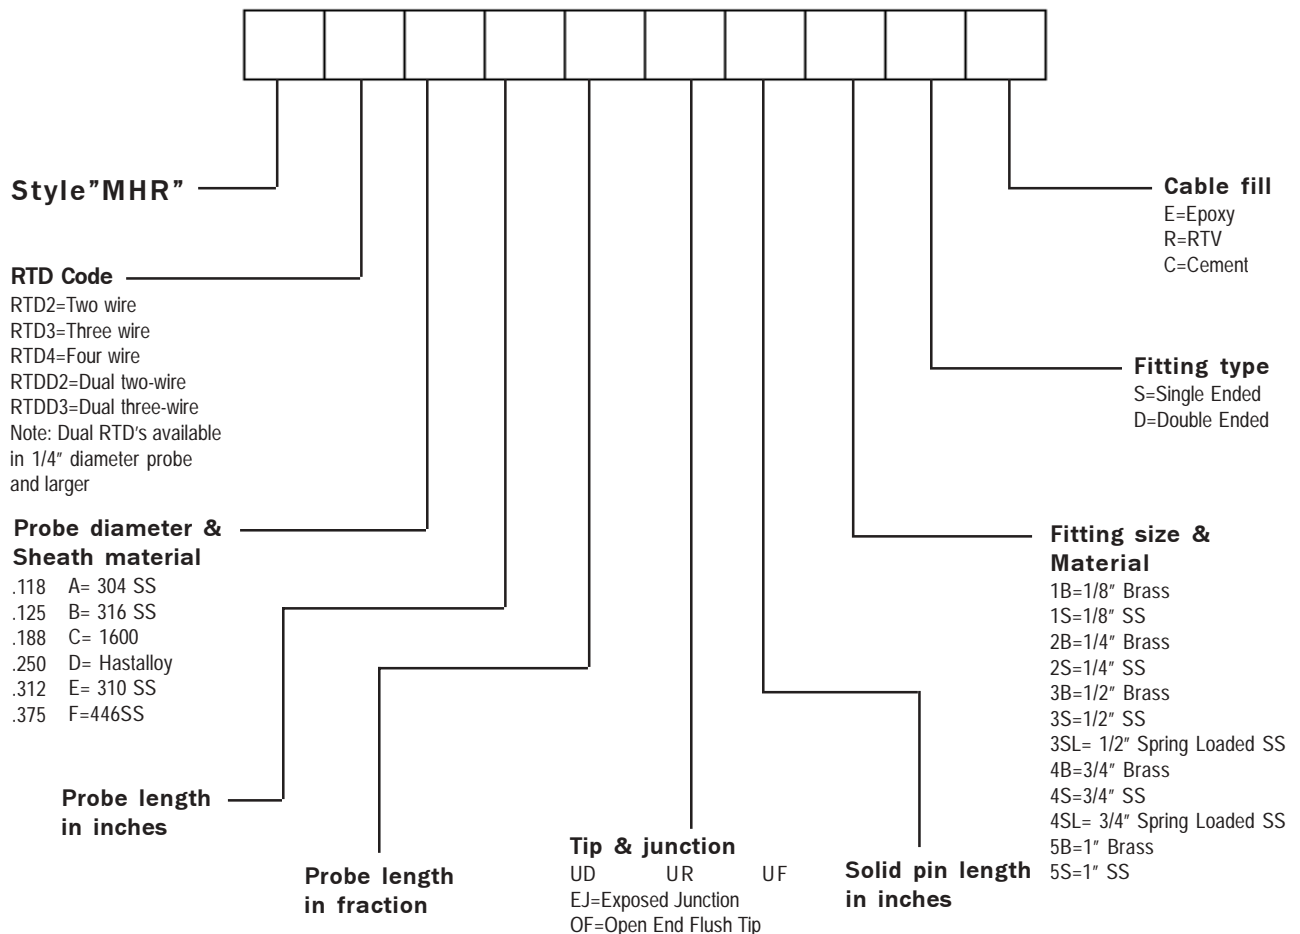 Style”MHR”
RTD Code
RTD2=Two wire
RTD3=Three wire
RTD4=Four wire
RTDD2=Dual two-wire
RTDD3=Dual three-wire
Note: Dual RTD's available
in 1/4" diameter probe
and larger
Probe diameter &
Sheath material
.118 A= 304 SS
.125 B= 316 SS
.188 C= 1600
.250 D= Hastalloy
.312 E= 310 SS
.375 F=446SS
Probe length
in inches
Probe length
in fraction
Tip & junction
UD UR UF
EJ=Exposed Junction
OF=Open End Flush Tip
Solid pin length
in inches
Fitting size &
Material
1B=1/8" Brass
1S=1/8" SS
2B=1/4" Brass
2S=1/4" SS
3B=1/2" Brass
3S=1/2" SS
3SL= 1/2" Spring Loaded SS
4B=3/4" Brass
4S=3/4" SS
4SL= 3/4" Spring Loaded SS
5B=1" Brass
5S=1" SS
Fitting type
S=Single Ended
D=Double Ended
Cable fill
E=Epoxy
R=RTV
C=Cement